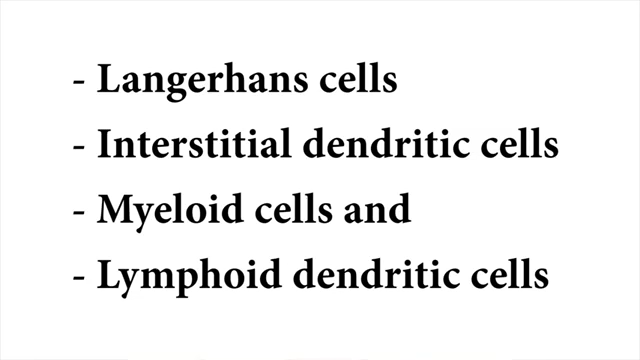 - Langerhans cells
- Interstitial dendritic cells
- Myeloid cells and
- Lymphoid dendritic cells